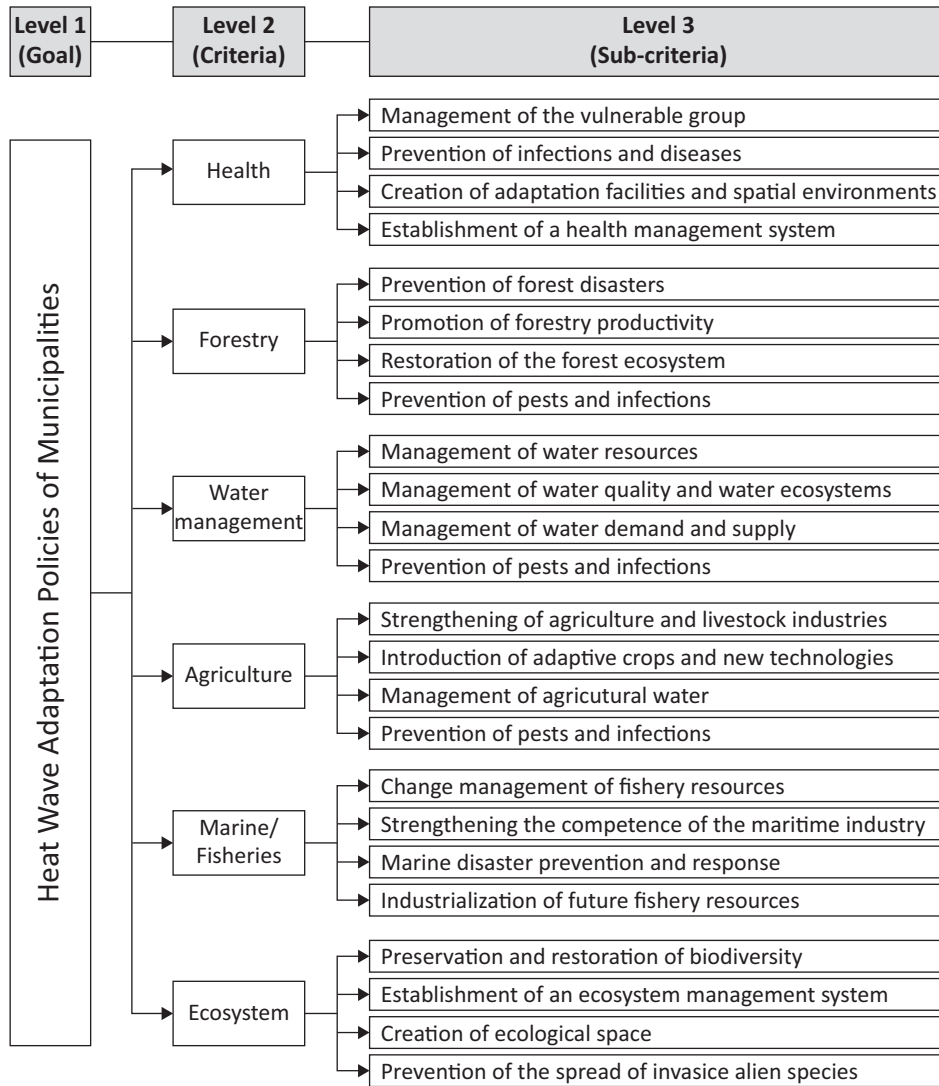 Level 1
(Goal)
Level 2
(Criteria)
Level 3
(Sub-criteria)
Heat Wave Adaptation Policies of Municipalities
Health
Management of the vulnerable group
Prevention of infections and diseases
Creation of adaptation facilities and spatial environments
Establishment of a health management system
Forestry
Prevention of forest disasters
Promotion of forestry productivity
Restoration of the forest ecosystem
Prevention of pests and infections
Water
management
Management of water resources
Management of water quality and water ecosystems
Management of water demand and supply
Prevention of pests and infections
Agriculture
Strengthening of agriculture and livestock industries
Introduction of adaptive crops and new technologies
Management of agricutural water
Prevention of pests and infections
Marine/
Fisheries
Change management of fishery resources
Strengthening the competence of the maritime industry
Marine disaster prevention and response
Industrialization of future fishery resources
Ecosystem
Preservation and restoration of biodiversity
Establishment of an ecosystem management system
Creation of ecological space
Prevention of the spread of invasice alien species